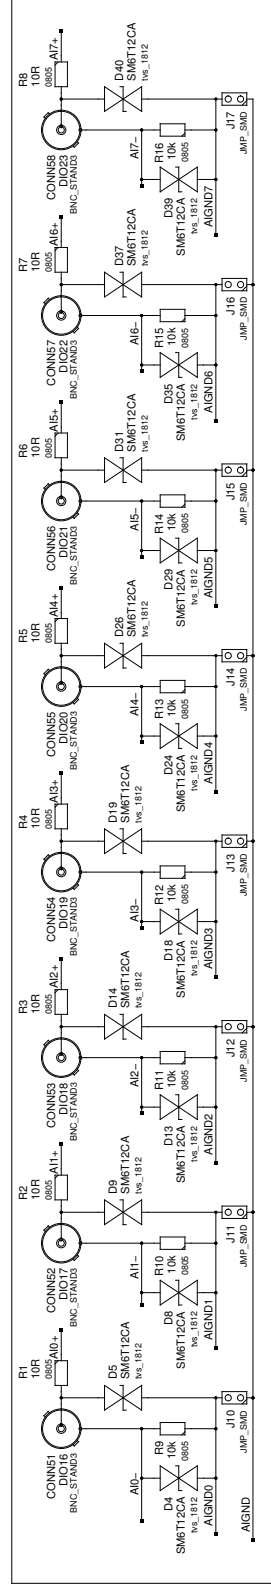 R1
10R
0805
AI0+
CONN51
DIO16
BNC_STAND3
D5
SM6T12CA
tvs_1812
AI0-
R9
10k
0805
D4
SM6T12CA
tvs_1812
AIGND0
J10
JMP_SMD
AIGND
R2
10R
0805
AI1+
CONN52
DIO17
BNC_STAND3
D9
SM6T12CA
tvs_1812
AI1-
R10
10k
0805
D8
SM6T12CA
tvs_1812
AIGND1
J11
JMP_SMD
R3
10R
0805
AI2+
CONN53
DIO18
BNC_STAND3
D14
SM6T12CA
tvs_1812
AI2-
R11
10k
0805
D13
SM6T12CA
tvs_1812
AIGND2
J12
JMP_SMD
R4
10R
0805
AI3+
CONN54
DIO19
BNC_STAND3
D19
SM6T12CA
tvs_1812
AI3-
R12
10k
0805
D18
SM6T12CA
tvs_1812
AIGND3
J13
JMP_SMD
R5
10R
0805
AI4+
CONN55
DIO20
BNC_STAND3
D26
SM6T12CA
tvs_1812
AI4-
R13
10k
0805
D24
SM6T12CA
tvs_1812
AIGND4
J14
JMP_SMD
R6
10R
0805
AI5+
CONN56
DIO21
BNC_STAND3
D31
SM6T12CA
tvs_1812
AI5-
R14
10k
0805
D29
SM6T12CA
tvs_1812
AIGND5
J15
JMP_SMD
R7
10R
0805
AI6+
CONN57
DIO22
BNC_STAND3
D37
SM6T12CA
tvs_1812
AI6-
R15
10k
0805
D35
SM6T12CA
tvs_1812
AIGND6
J16
JMP_SMD
R8
10R
0805
AI7+
CONN58
DIO23
BNC_STAND3
D40
SM6T12CA
tvs_1812
AI7-
R16
10k
0805
D39
SM6T12CA
tvs_1812
AIGND7
J17
JMP_SMD